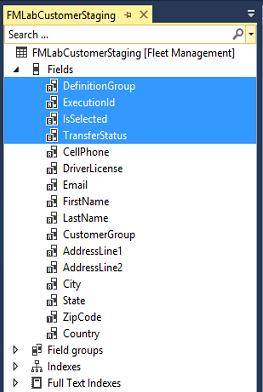 FMLabCustomerStaging
Search ...
FMLabCustomerStaging [Fleet Management]
Fields
DefinitionGroup
ExecutionId
IsSelected
TransferStatus
CellPhone
DriverLicense
Email
FirstName
LastName
CustomerGroup
AddressLine1
AddressLine2
City
State
ZipCode
Country
Field groups
Indexes
Full Text Indexes